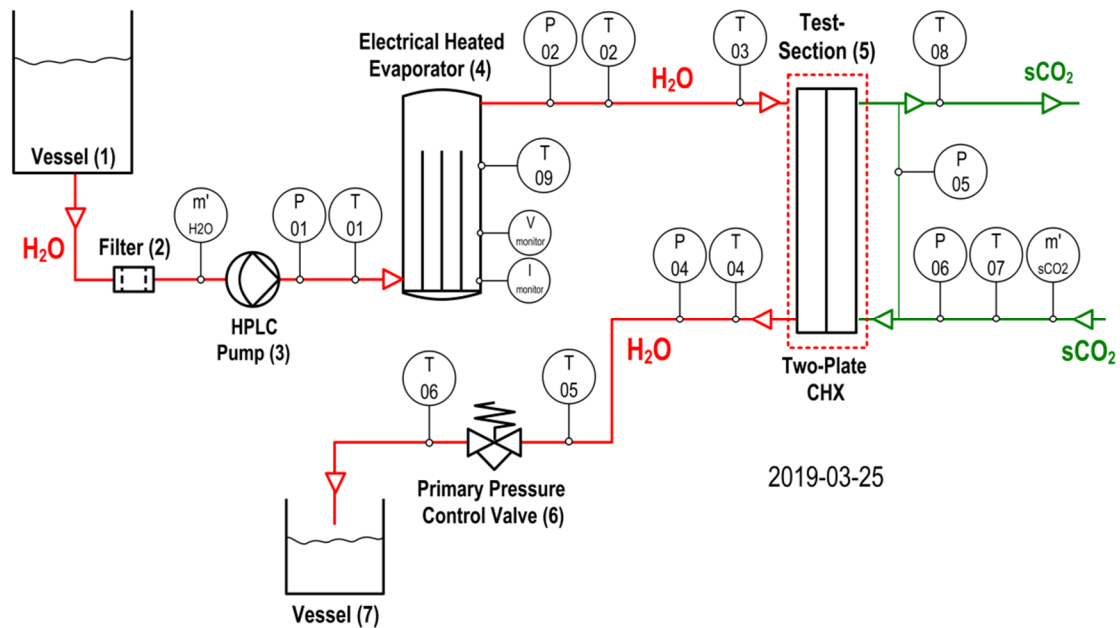 Vessel (1)
H₂O
Filter (2)
m'
H2O
HPLC
Pump (3)
P
01
T
01
Electrical Heated
Evaporator (4)
P
02
T
02
T
09
V
monitor
I
monitor
H₂O
T
03
Test-
Section (5)
T
08
sCO₂
P
05
P
04
T
04
H₂O
P
06
T
07
m'
sCO2
sCO₂
Two-Plate
CHX
T
06
T
05
Primary Pressure
Control Valve (6)
2019-03-25
Vessel (7)